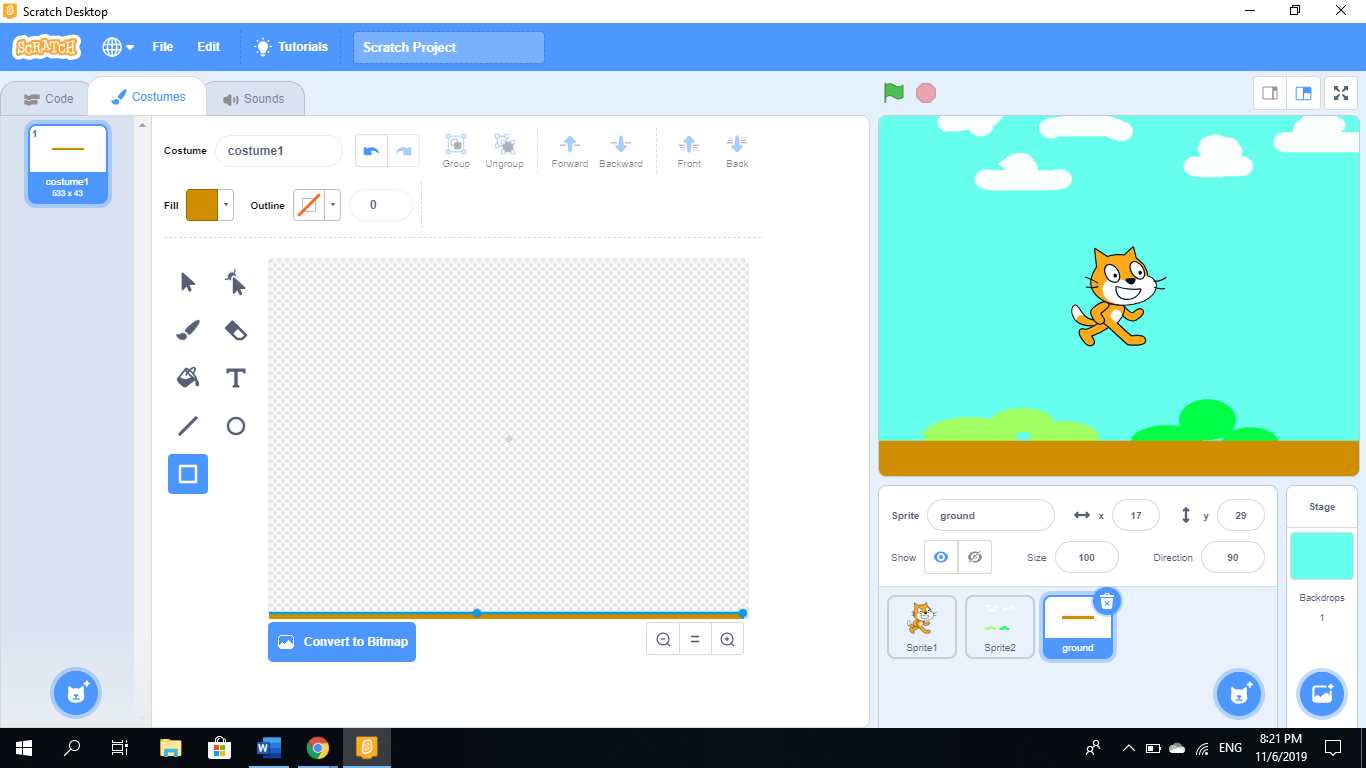 Scratch Desktop
SCRATCH File Edit Tutorials Scratch Project
Code Costumes Sounds
1
costume1
533 x 43
Costume costume1 Group Ungroup Forward Backward Front Back
Fill Outline 0
T
Convert to Bitmap
Sprite ground x 17 y 29
Show Size 100 Direction 90
Sprite1 Sprite2 ground
Stage
Backdrops
1
W ENG 8:21 PM
11/6/2019